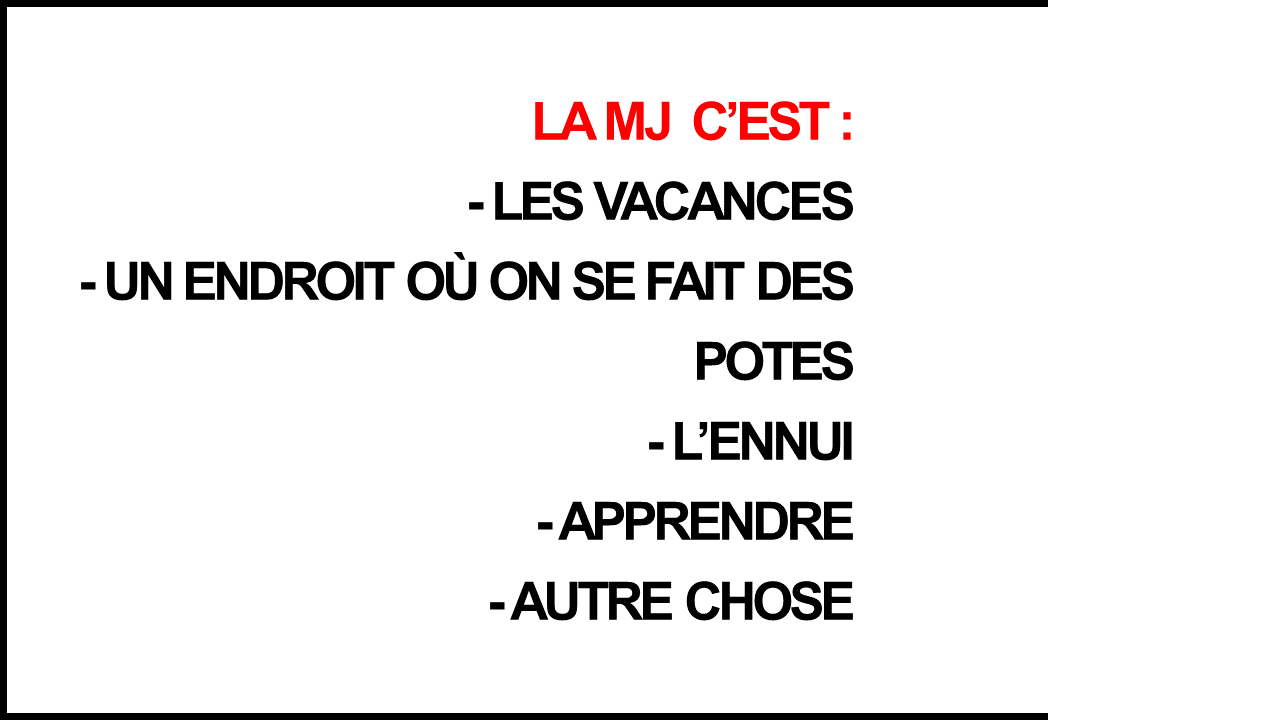 LA MJ C’EST :
- LES VACANCES
- UN ENDROIT OÙ ON SE FAIT DES
POTES
- L’ENNUI
- APPRENDRE
- AUTRE CHOSE